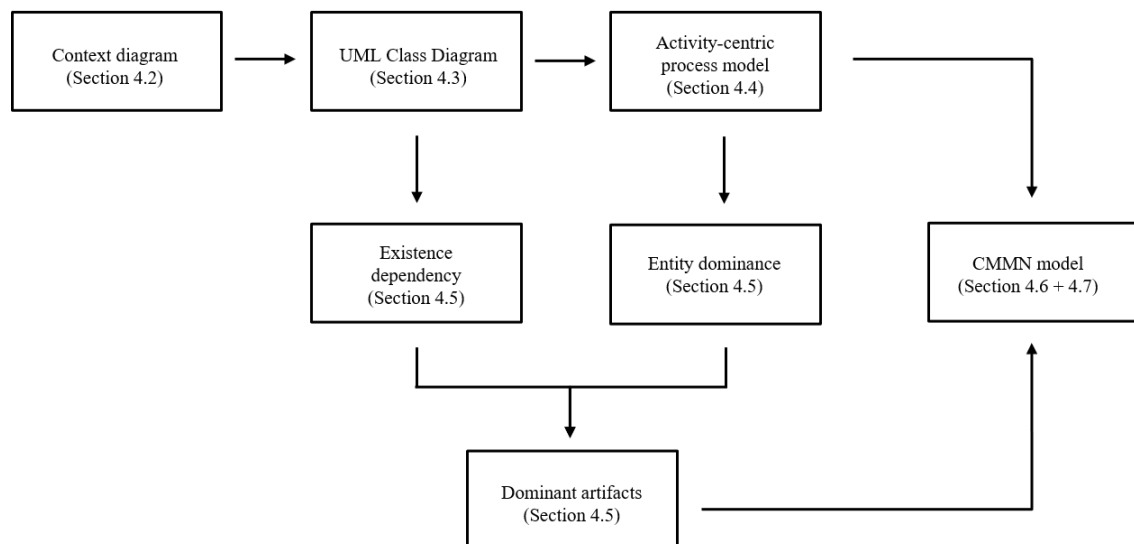 Context diagram
(Section 4.2)
UML Class Diagram
(Section 4.3)
Activity-centric
process model
(Section 4.4)
Existence
dependency
(Section 4.5)
Entity dominance
(Section 4.5)
CMMN model
(Section 4.6 + 4.7)
Dominant artifacts
(Section 4.5)